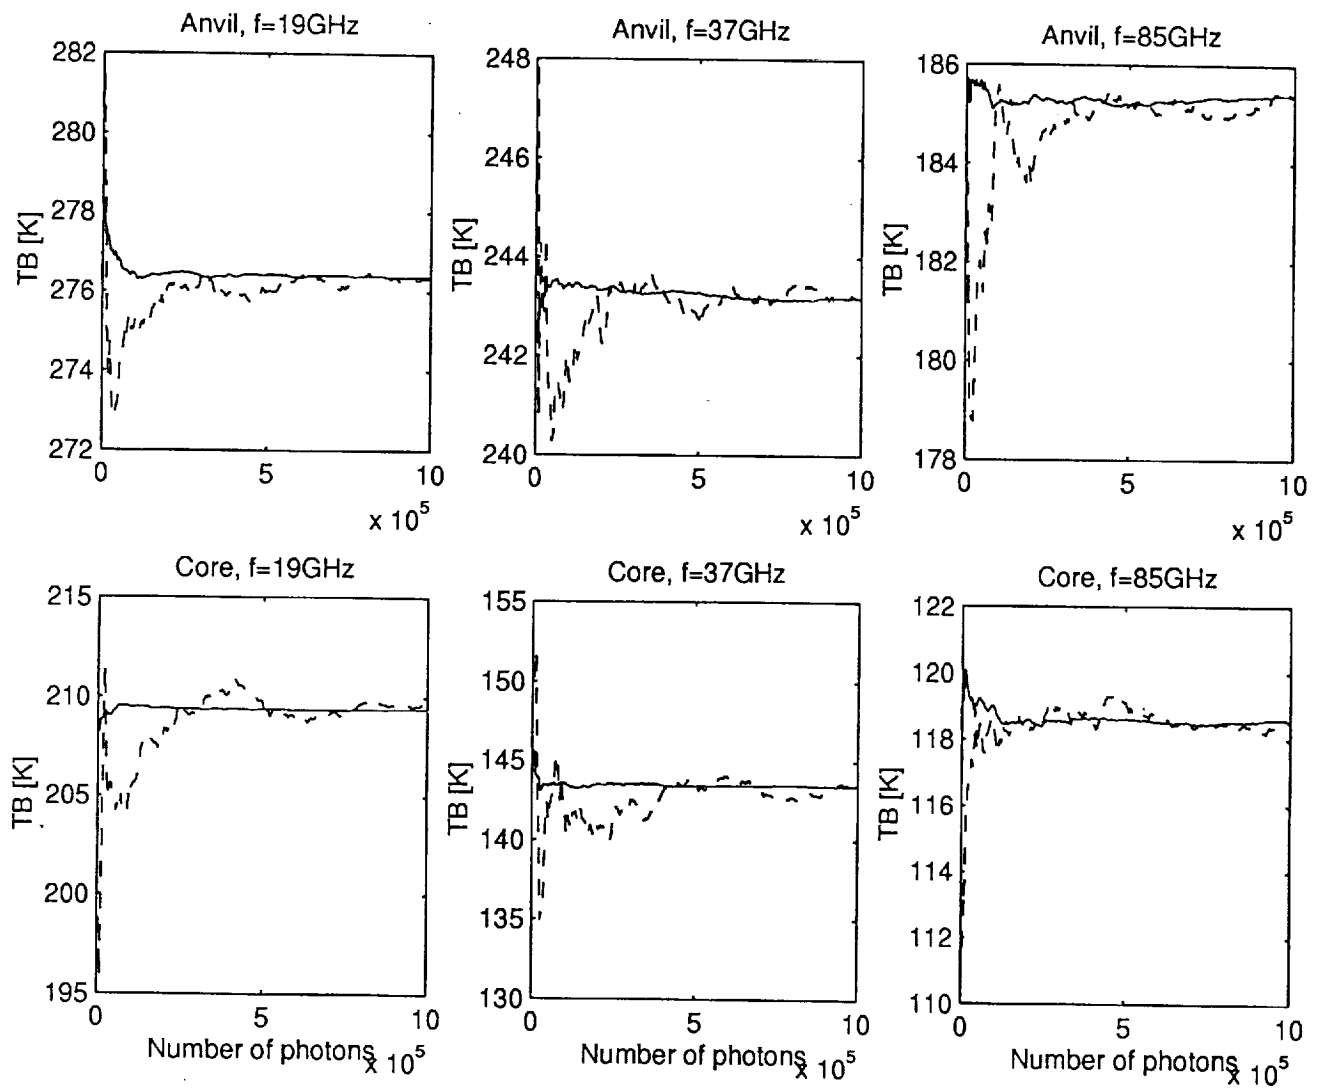 Anvil, f=19GHz
Anvil, f=37GHz
Anvil, f=85GHz
282
280
278
276
274
272
TB [K]
0
5
10
x 10^5
248
246
244
242
240
TB [K]
0
5
10
x 10^5
186
184
182
180
178
TB [K]
0
5
10
x 10^5
Core, f=19GHz
Core, f=37GHz
Core, f=85GHz
215
210
205
200
195
TB [K]
0
5
10
Number of photons x 10^5
155
150
145
140
135
130
TB [K]
0
5
10
Number of photons x 10^5
122
120
118
116
114
112
110
TB [K]
0
5
10
Number of photons x 10^5